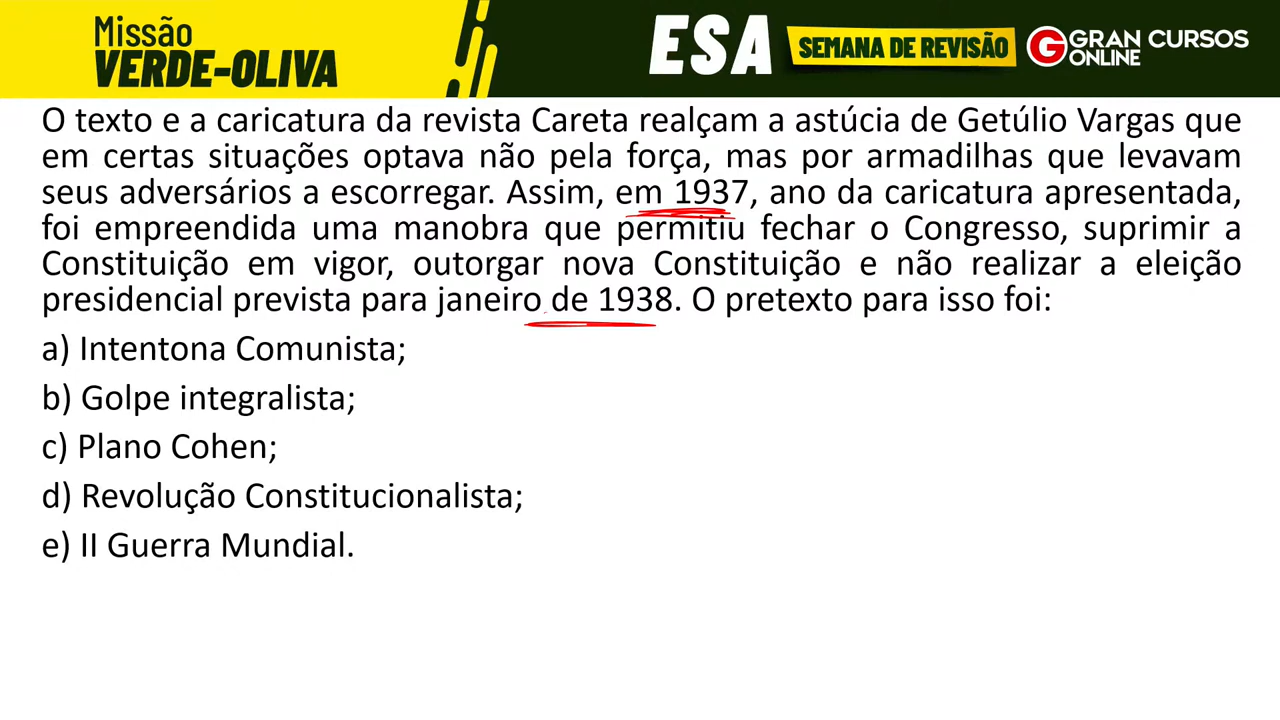 Missão
VERDE-OLIVA
ESA
SEMANA DE REVISÃO
G GRAN CURSOS
ONLINE
O texto e a caricatura da revista Careta realçam a astúcia de Getúlio Vargas que
em certas situações optava não pela força, mas por armadilhas que levavam
seus adversários a escorregar. Assim, em 1937, ano da caricatura apresentada,
foi empreendida uma manobra que permitiu fechar o Congresso, suprimir a
Constituição em vigor, outorgar nova Constituição e não realizar a eleição
presidencial prevista para janeiro de 1938. O pretexto para isso foi:
a) Intentona Comunista;
b) Golpe integralista;
c) Plano Cohen;
d) Revolução Constitucionalista;
e) II Guerra Mundial.